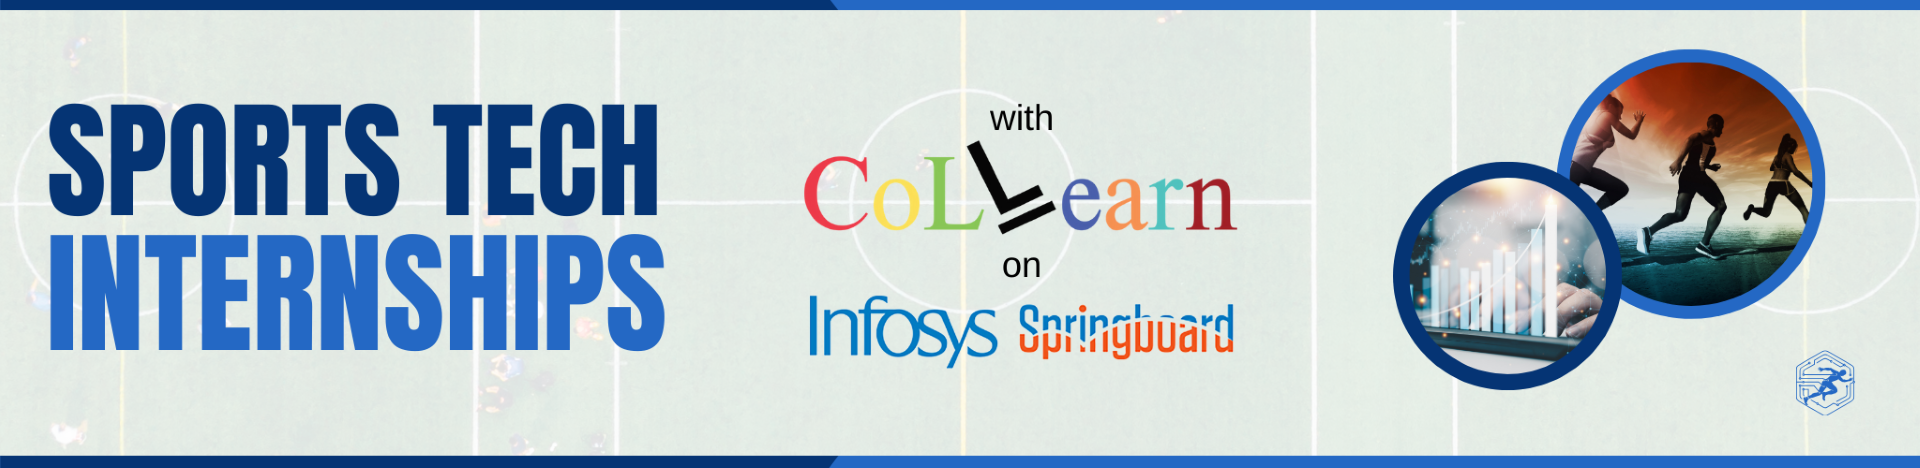 SPORTS TECH
INTERNSHIPS
with
CoLLearn
on
Infosys Springboard